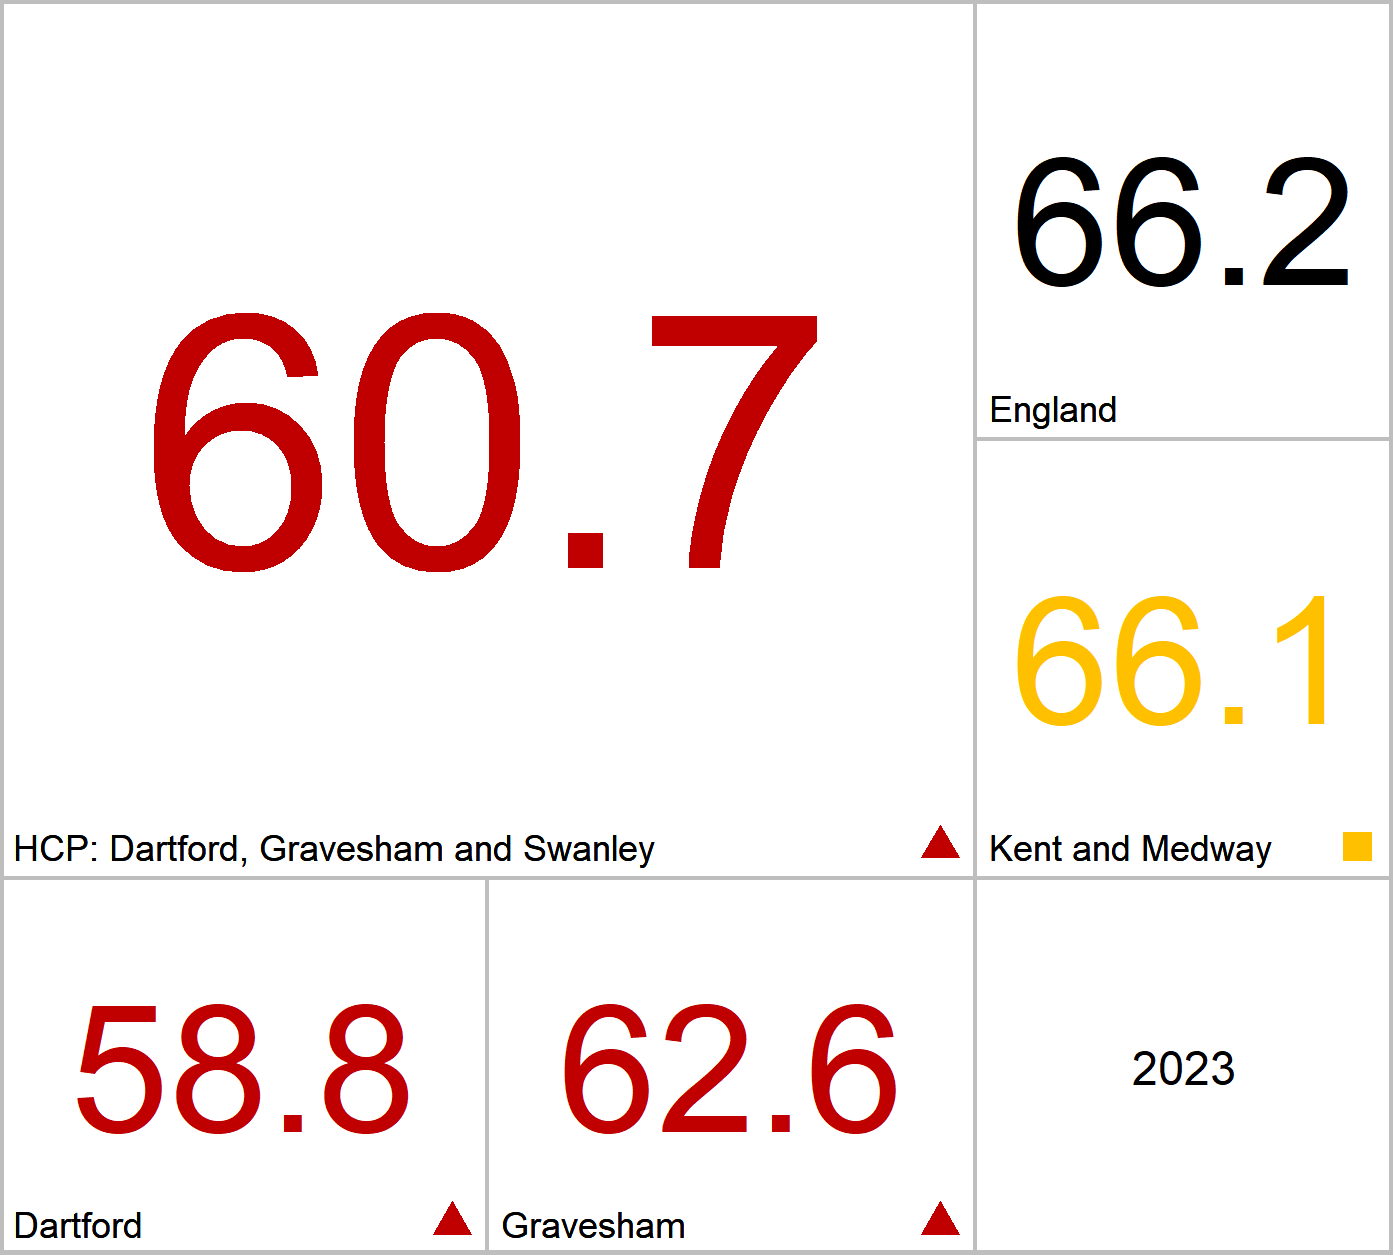 60.7
HCP: Dartford, Gravesham and Swanley
66.2
England
66.1
Kent and Medway
58.8
Dartford
62.6
Gravesham
2023